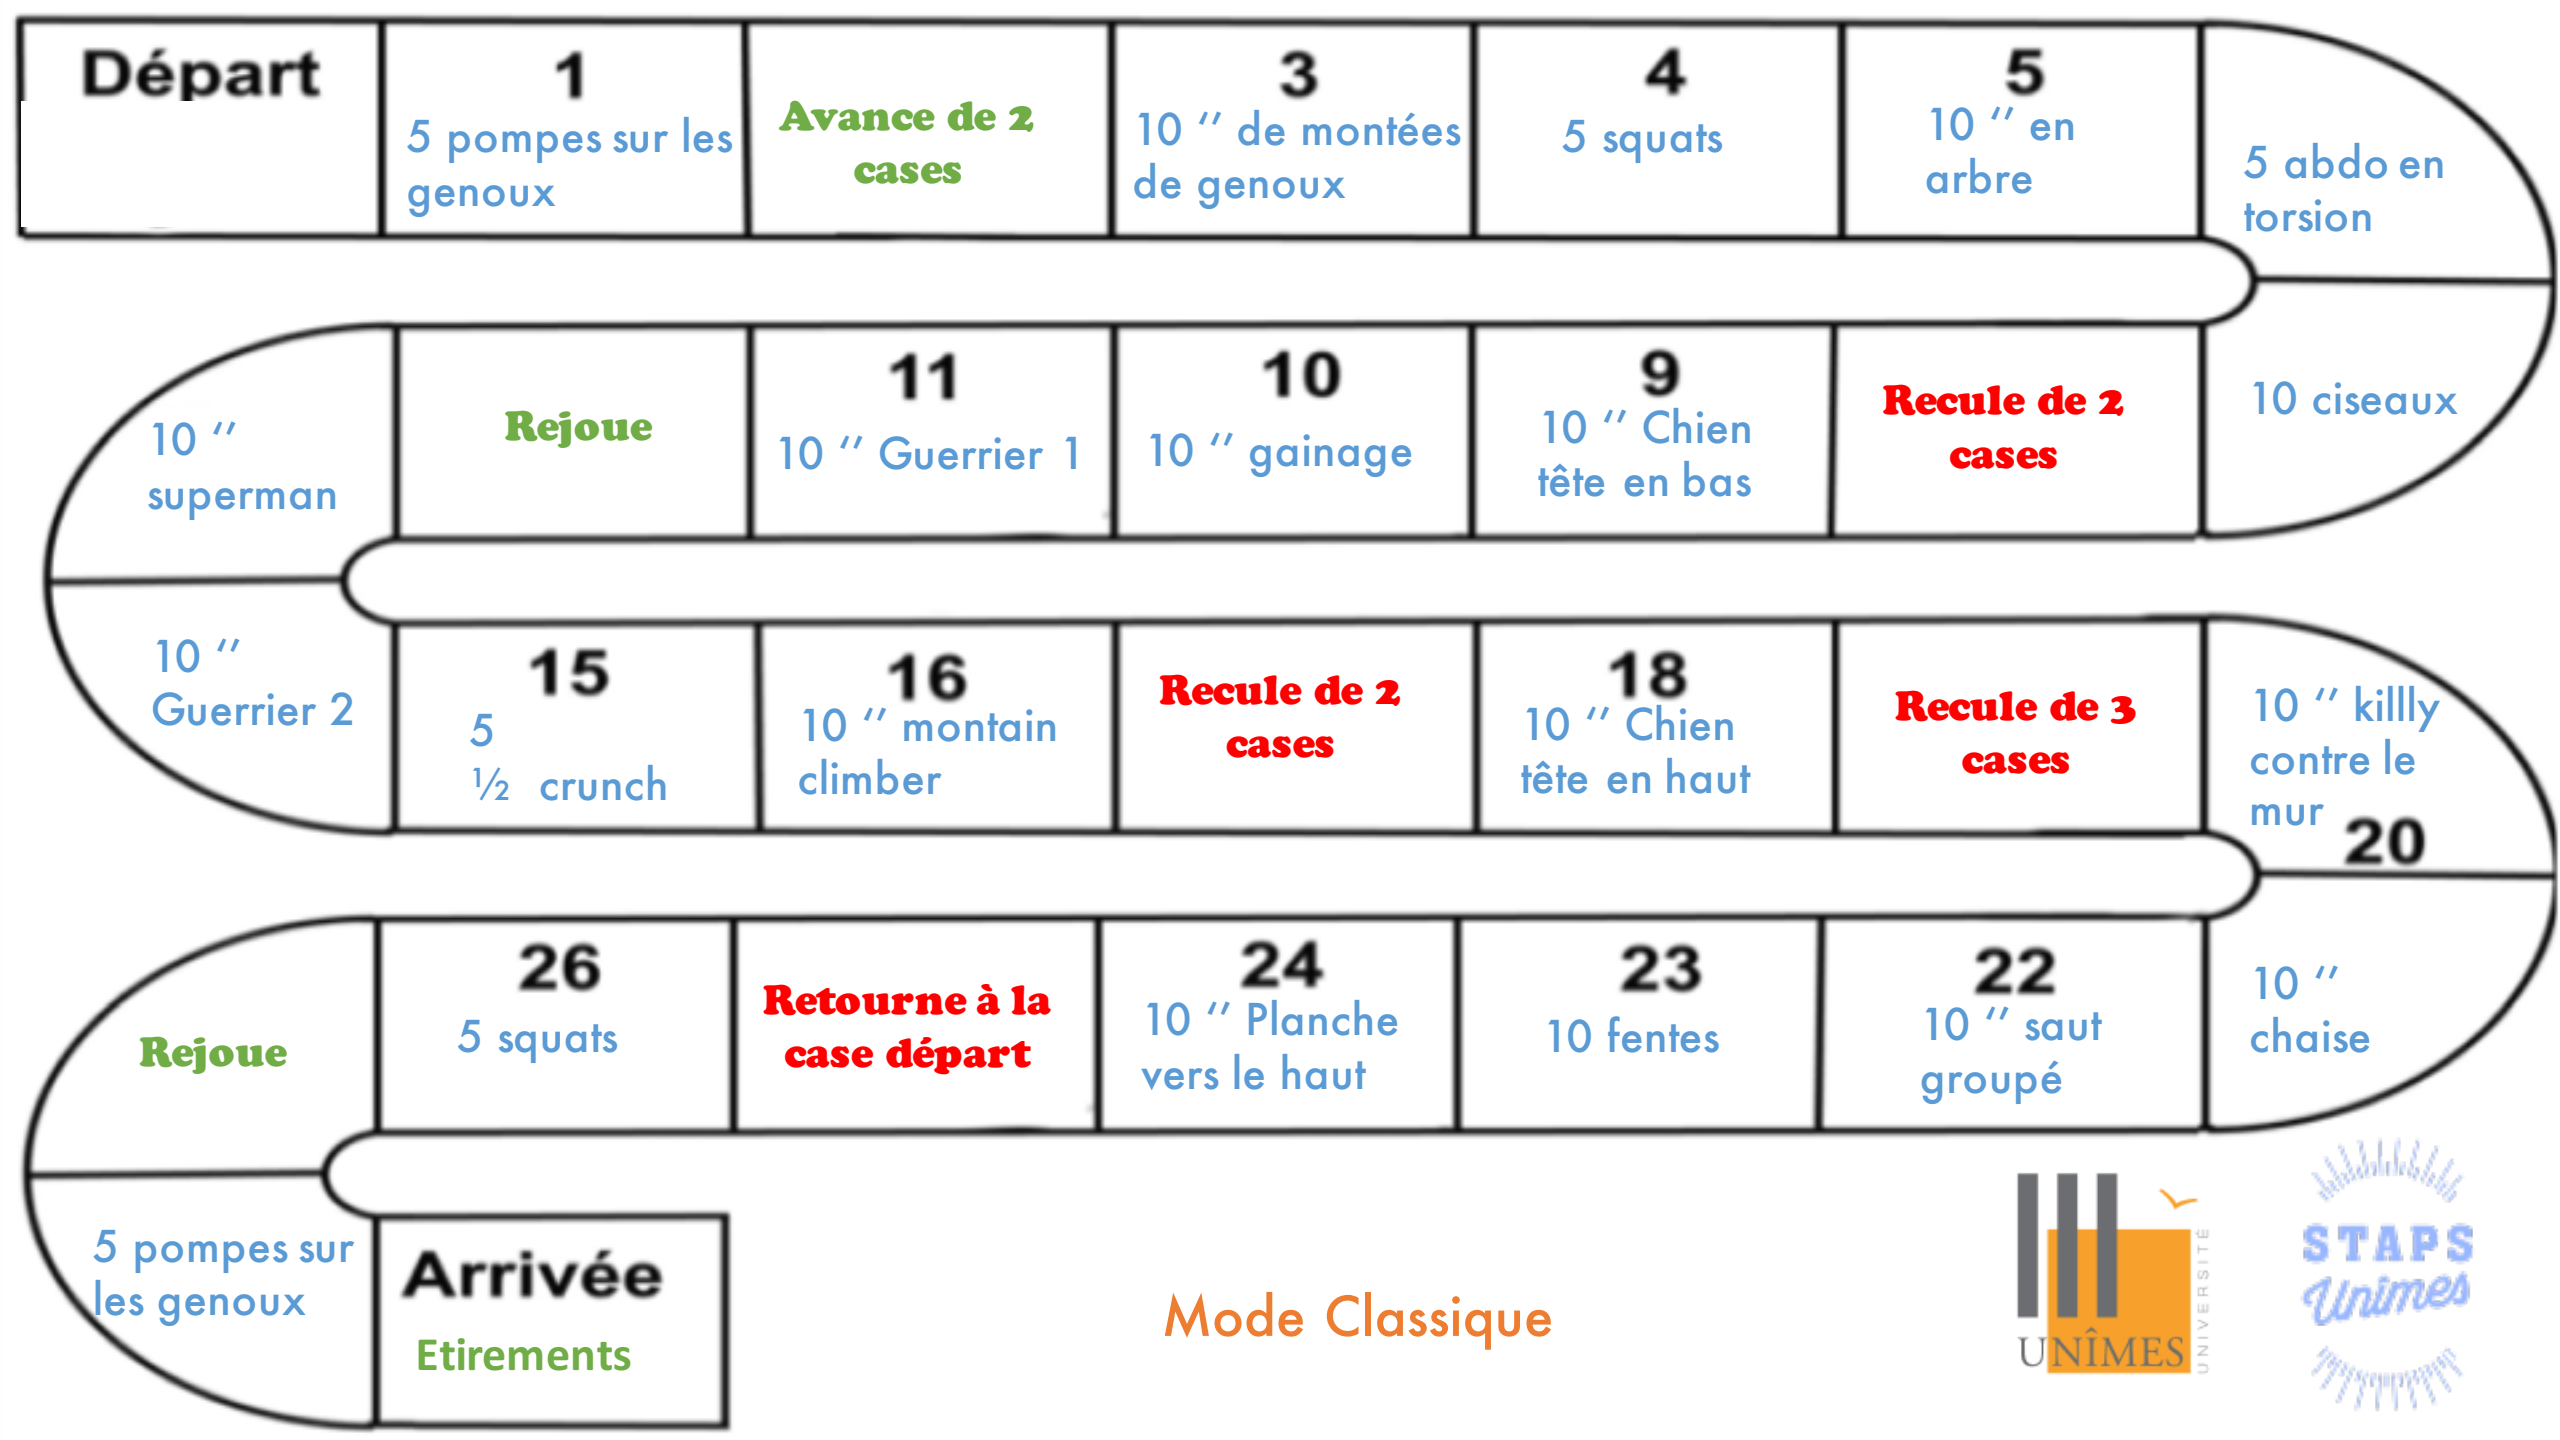 Départ
1
5 pompes sur les
genoux
Avance de 2
cases
3
10 ‘’ de montées
de genoux
4
5 squats
5
10 ‘’ en
arbre
5 abdo en
torsion
10 ciseaux
Recule de 2
cases
9
10 ‘’ Chien
tête en bas
10
10 ‘’ gainage
11
10 ‘’ Guerrier 1
Rejoue
10 ‘’
superman
10 ‘’
Guerrier 2
15
5
½ crunch
16
10 ‘’ montain
climber
Recule de 2
cases
18
10 ‘’ Chien
tête en haut
Recule de 3
cases
10 ‘’ killly
contre le
mur
20
10 ‘’
chaise
22
10 ‘’ saut
groupé
23
10 fentes
24
10 ‘’ Planche
vers le haut
Retourne à la
case départ
26
5 squats
Rejoue
5 pompes sur
les genoux
Arrivée
Etirements
Mode Classique
UNÎMES
UNIVERSITÉ
STAPS
Unimes